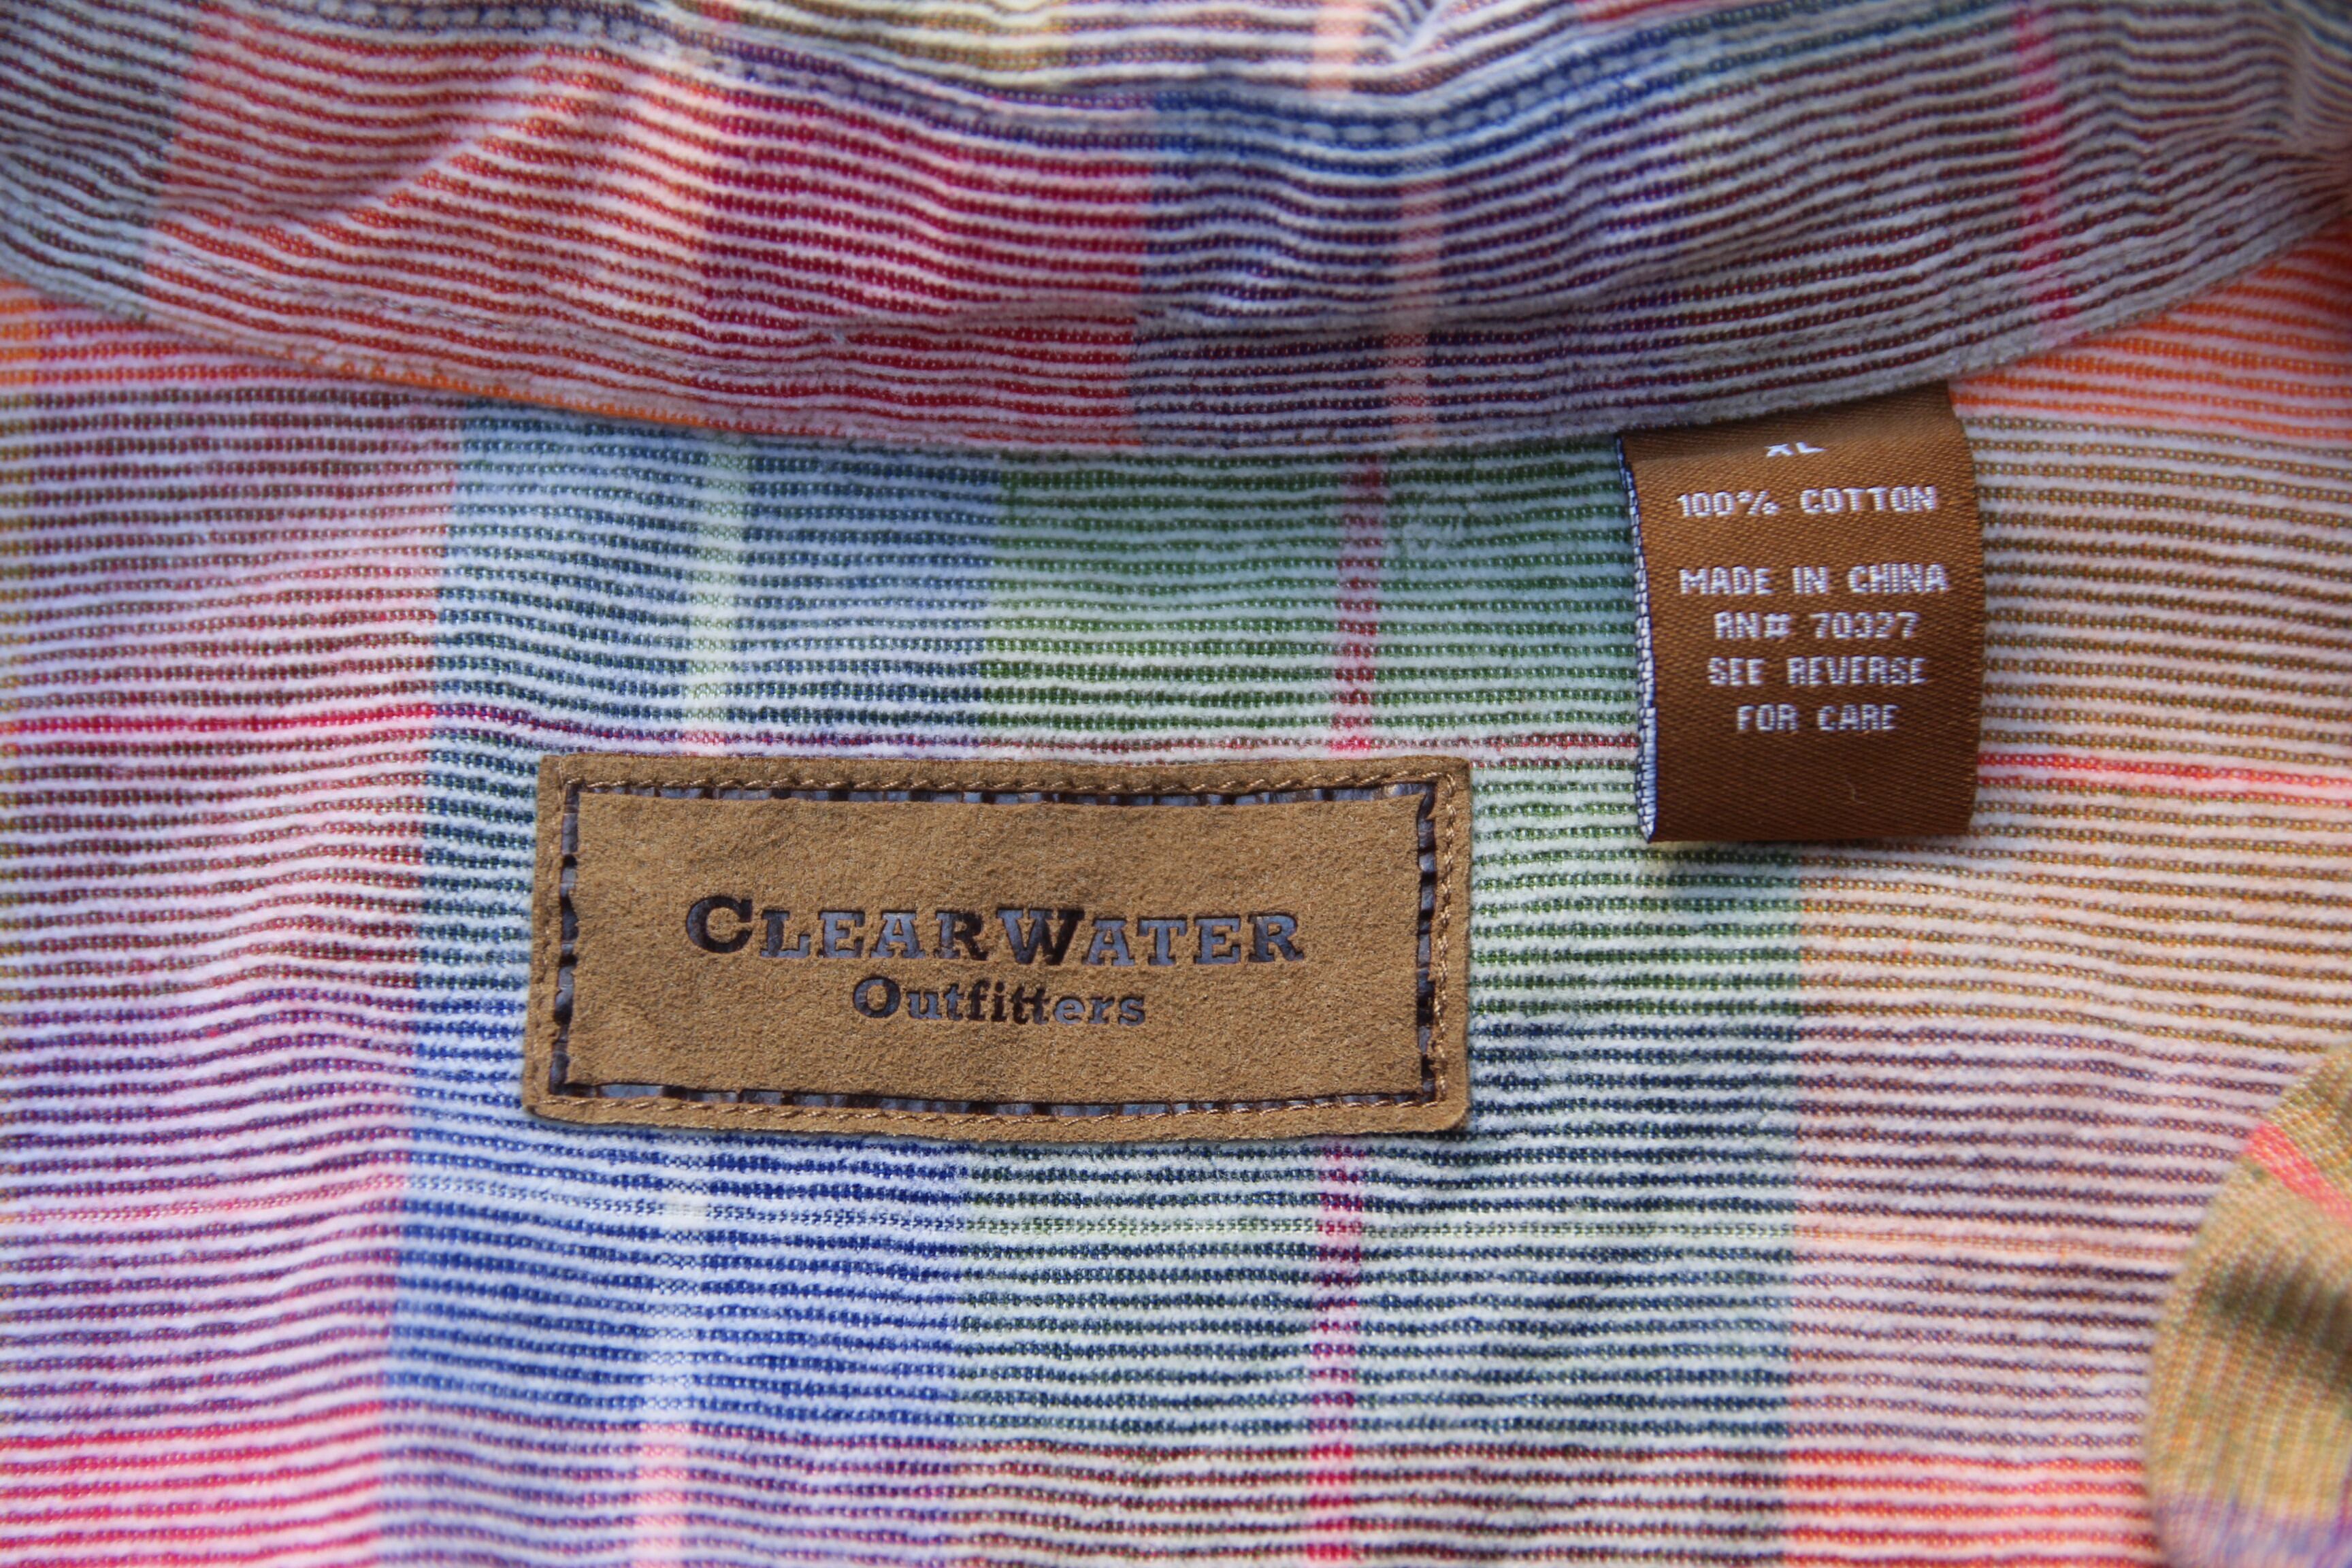 XL
100% COTTON
MADE IN CHINA
RN# 70327
SEE REVERSE
FOR CARE
CLEARWATER
Outfitters